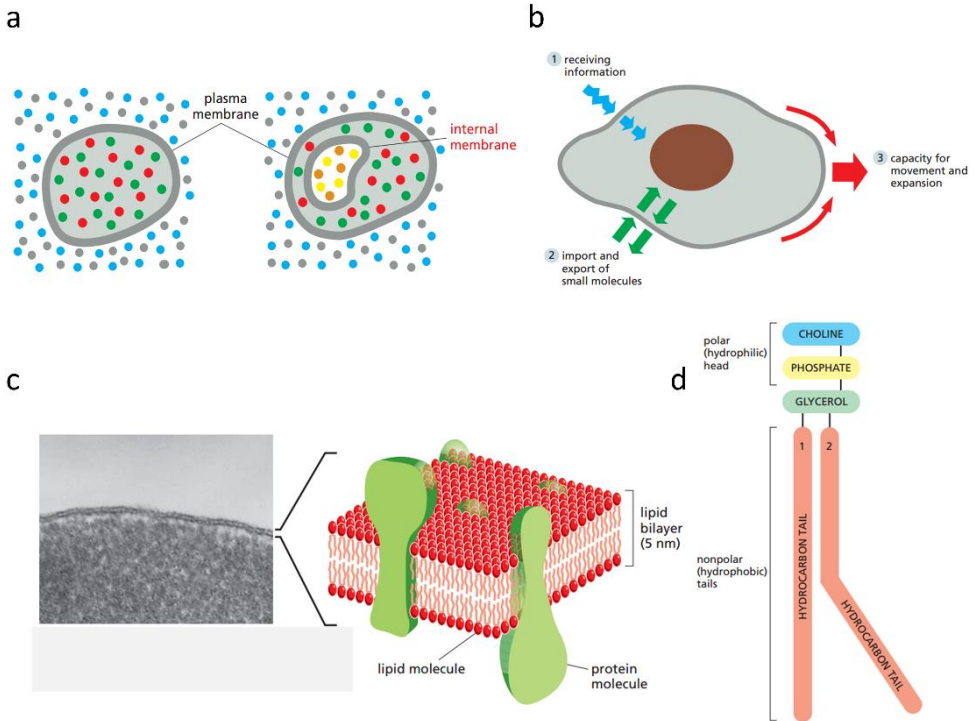 a
plasma
membrane
internal
membrane
b
1 receiving
information
2 import and
export of
small molecules
3 capacity for
movement and
expansion
c
lipid
bilayer
(5 nm)
lipid molecule
protein
molecule
d
polar
(hydrophilic)
head
CHOLINE
PHOSPHATE
GLYCEROL
nonpolar
(hydrophobic)
tails
1
HYDROCARBON TAIL
2
HYDROCARBON TAIL